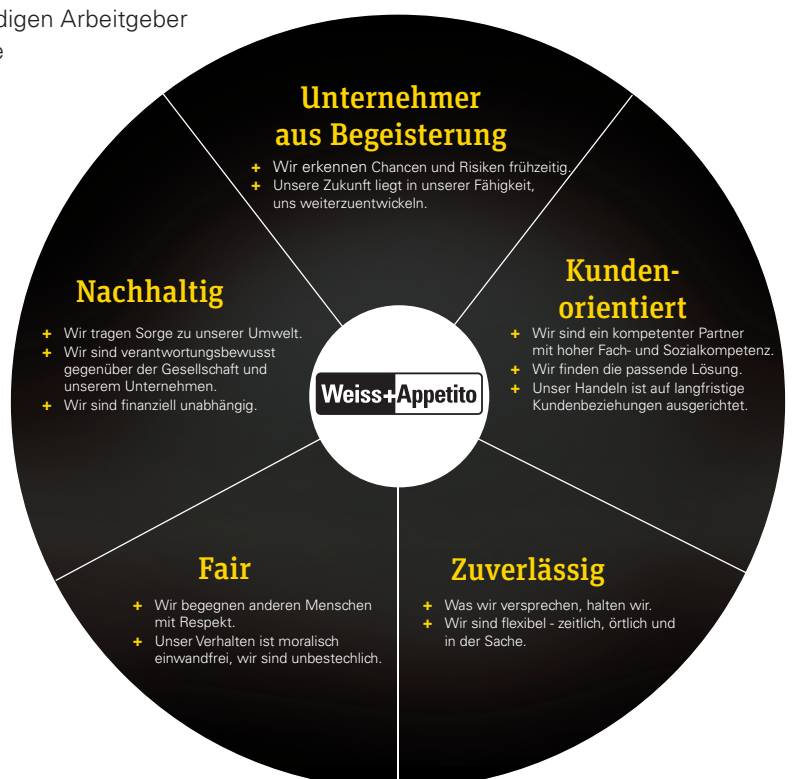 digen Arbeitgeber
e
Unternehmer
aus Begeisterung
+ Wir erkennen Chancen und Risiken frühzeitig.
+ Unsere Zukunft liegt in unserer Fähigkeit,
uns weiterzuentwickeln.
Kunden-
orientiert
+ Wir sind ein kompetenter Partner
mit hoher Fach- und Sozialkompetenz.
+ Wir finden die passende Lösung.
+ Unser Handeln ist auf langfristige
Kundenbeziehungen ausgerichtet.
Nachhaltig
+ Wir tragen Sorge zu unserer Umwelt.
+ Wir sind verantwortungsbewusst
gegenüber der Gesellschaft und
unserem Unternehmen.
+ Wir sind finanziell unabhängig.
Weiss+Appetito
Fair
+ Wir begegnen anderen Menschen
mit Respekt.
+ Unser Verhalten ist moralisch
einwandfrei, wir sind unbestechlich.
Zuverlässig
+ Was wir versprechen, halten wir.
+ Wir sind flexibel - zeitlich, örtlich und
in der Sache.